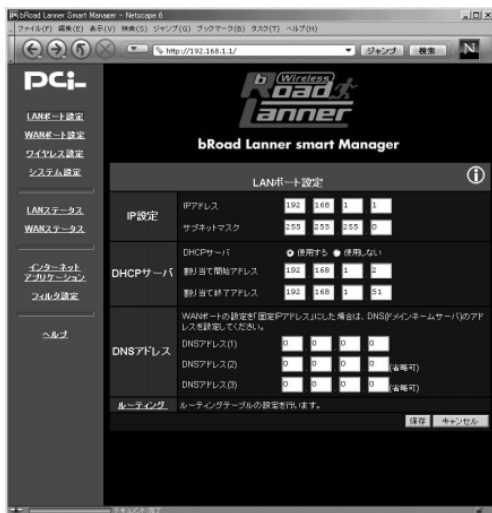 bRoad Lanner Smart Manager - Netscape 6
ファイル(F) 編集(E) 表示(V) 検索(S) ジャンプ(G) ブックマーク(B) タスク(T) ヘルプ(H)
http://192.168.1.1/
ジャンプ 検索 N
PCi
LANポート設定
WANポート設定
ワイヤレス設定
システム設定
LANステータス
WANステータス
インターネット
アプリケーション
フィルタ設定
ヘルプ
b Wireless
Road
Lanner
bRoad Lanner smart Manager
LANポート設定
IP設定
IPアドレス 192 168 1 1
サブネットマスク 255 255 255 0
DHCPサーバ
DHCPサーバ 使用する 使用しない
割り当て開始アドレス 192 168 1 2
割り当て終了アドレス 192 168 1 51
DNSアドレス
WANポートの設定を「固定IPアドレス」にした場合は、DNS(ドメインネームサーバ)のアド
レスを設定してください。
DNSアドレス(1) 0 0 0 0
DNSアドレス(2) 0 0 0 0 (省略可)
DNSアドレス(3) 0 0 0 0 (省略可)
ルーティング ルーティングテーブルの設定を行います。
保存 キャンセル
ドキュメント:完了